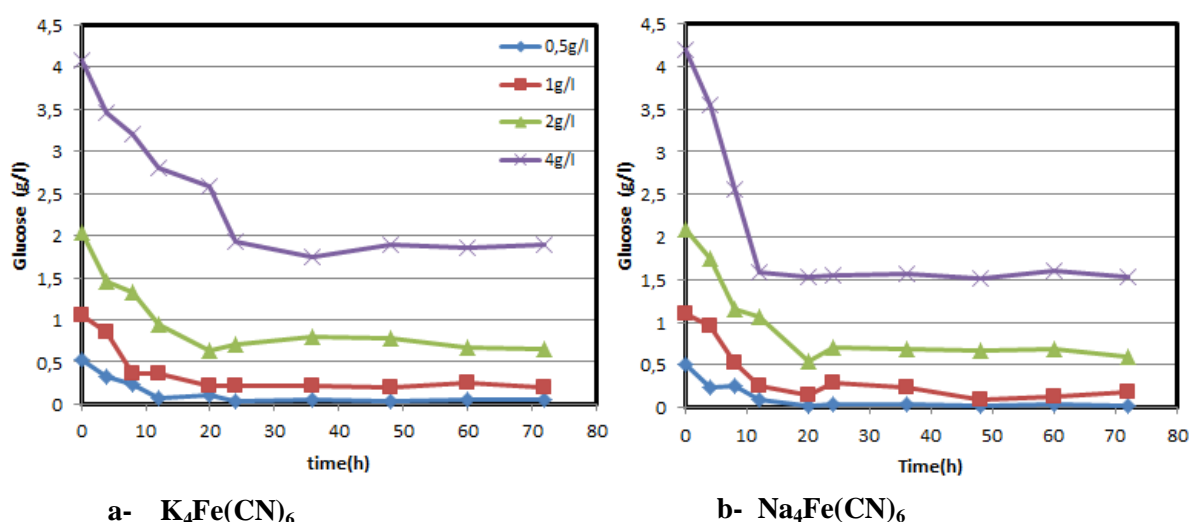 4,5
4
3,5
3
2,5
2
1,5
1
0,5
0
Glucose (g/l)
0 10 20 30 40 50 60 70 80
time(h)
0,5g/l
1g/l
2g/l
4g/l
a- K₄Fe(CN)₆
4,5
4
3,5
3
2,5
2
1,5
1
0,5
0
Glucose (g/l)
0 10 20 30 40 50 60 70 80
Time(h)
b- Na₄Fe(CN)₆